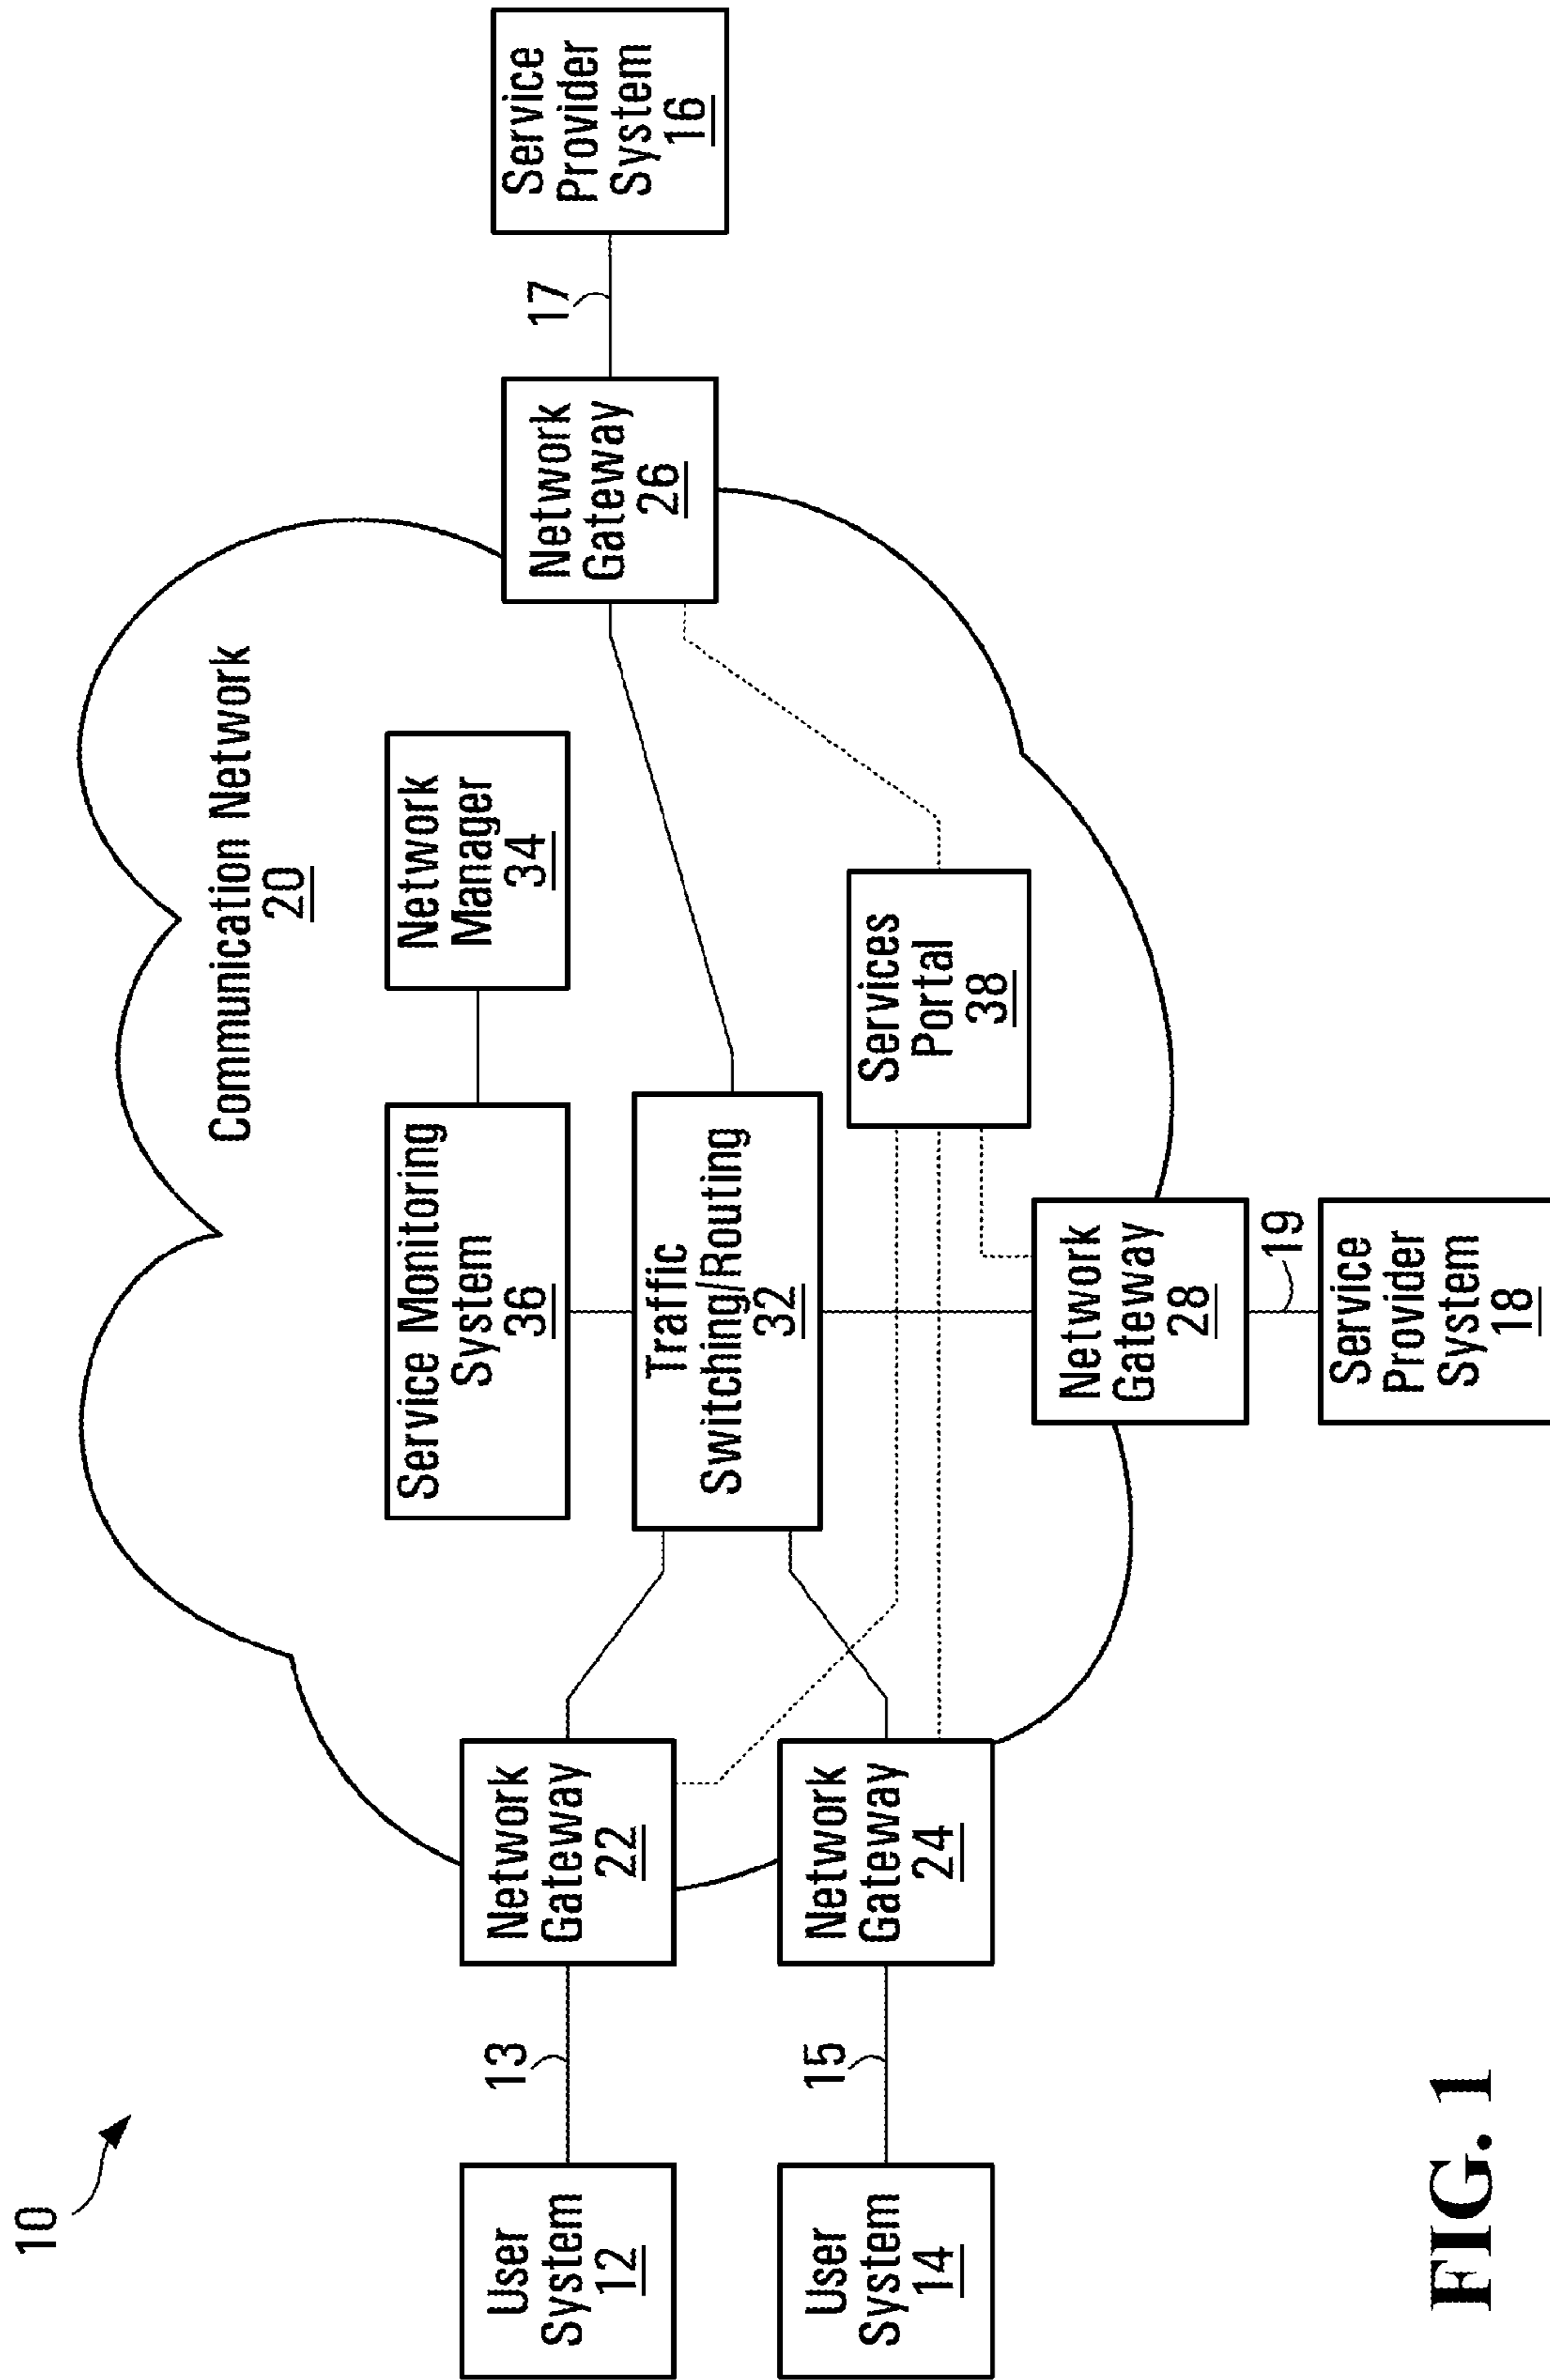 10
Communication Network
20
Service Monitoring
System
36
Network
Manager
34
User
System
12
13
Network
Gateway
22
Traffic
Switching/Routing
32
Network
Gateway
26
17
Service
Provider
System
16
User
System
14
15
Network
Gateway
24
Services
Portal
38
Network
Gateway
28
19
Service
Provider
System
18
FIG. 1